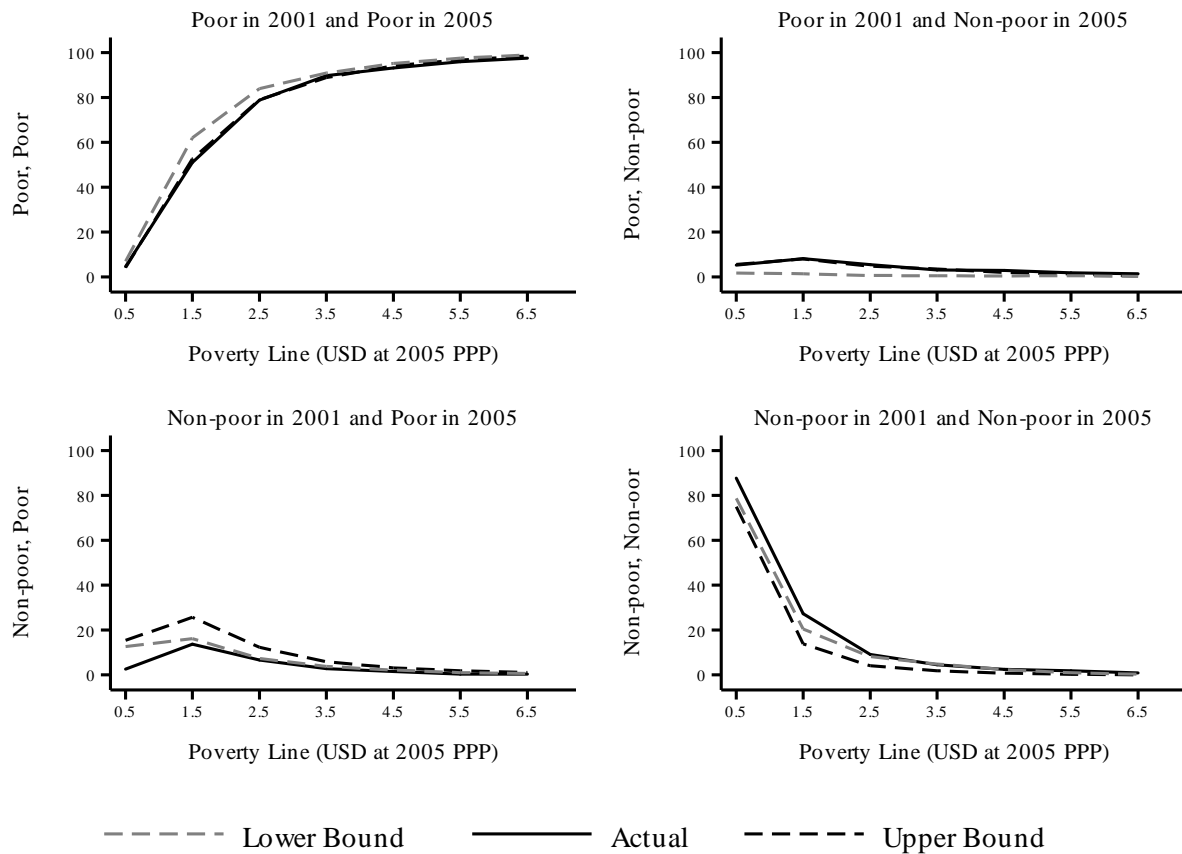 Poor in 2001 and Poor in 2005
Poor, Poor
100
80
60
40
20
0
0.5 1.5 2.5 3.5 4.5 5.5 6.5
Poverty Line (USD at 2005 PPP)
Poor in 2001 and Non-poor in 2005
Poor, Non-poor
100
80
60
40
20
0
0.5 1.5 2.5 3.5 4.5 5.5 6.5
Poverty Line (USD at 2005 PPP)
Non-poor in 2001 and Poor in 2005
Non-poor, Poor
100
80
60
40
20
0
0.5 1.5 2.5 3.5 4.5 5.5 6.5
Poverty Line (USD at 2005 PPP)
Non-poor in 2001 and Non-poor in 2005
Non-poor, Non-oor
100
80
60
40
20
0
0.5 1.5 2.5 3.5 4.5 5.5 6.5
Poverty Line (USD at 2005 PPP)
Lower Bound Actual Upper Bound